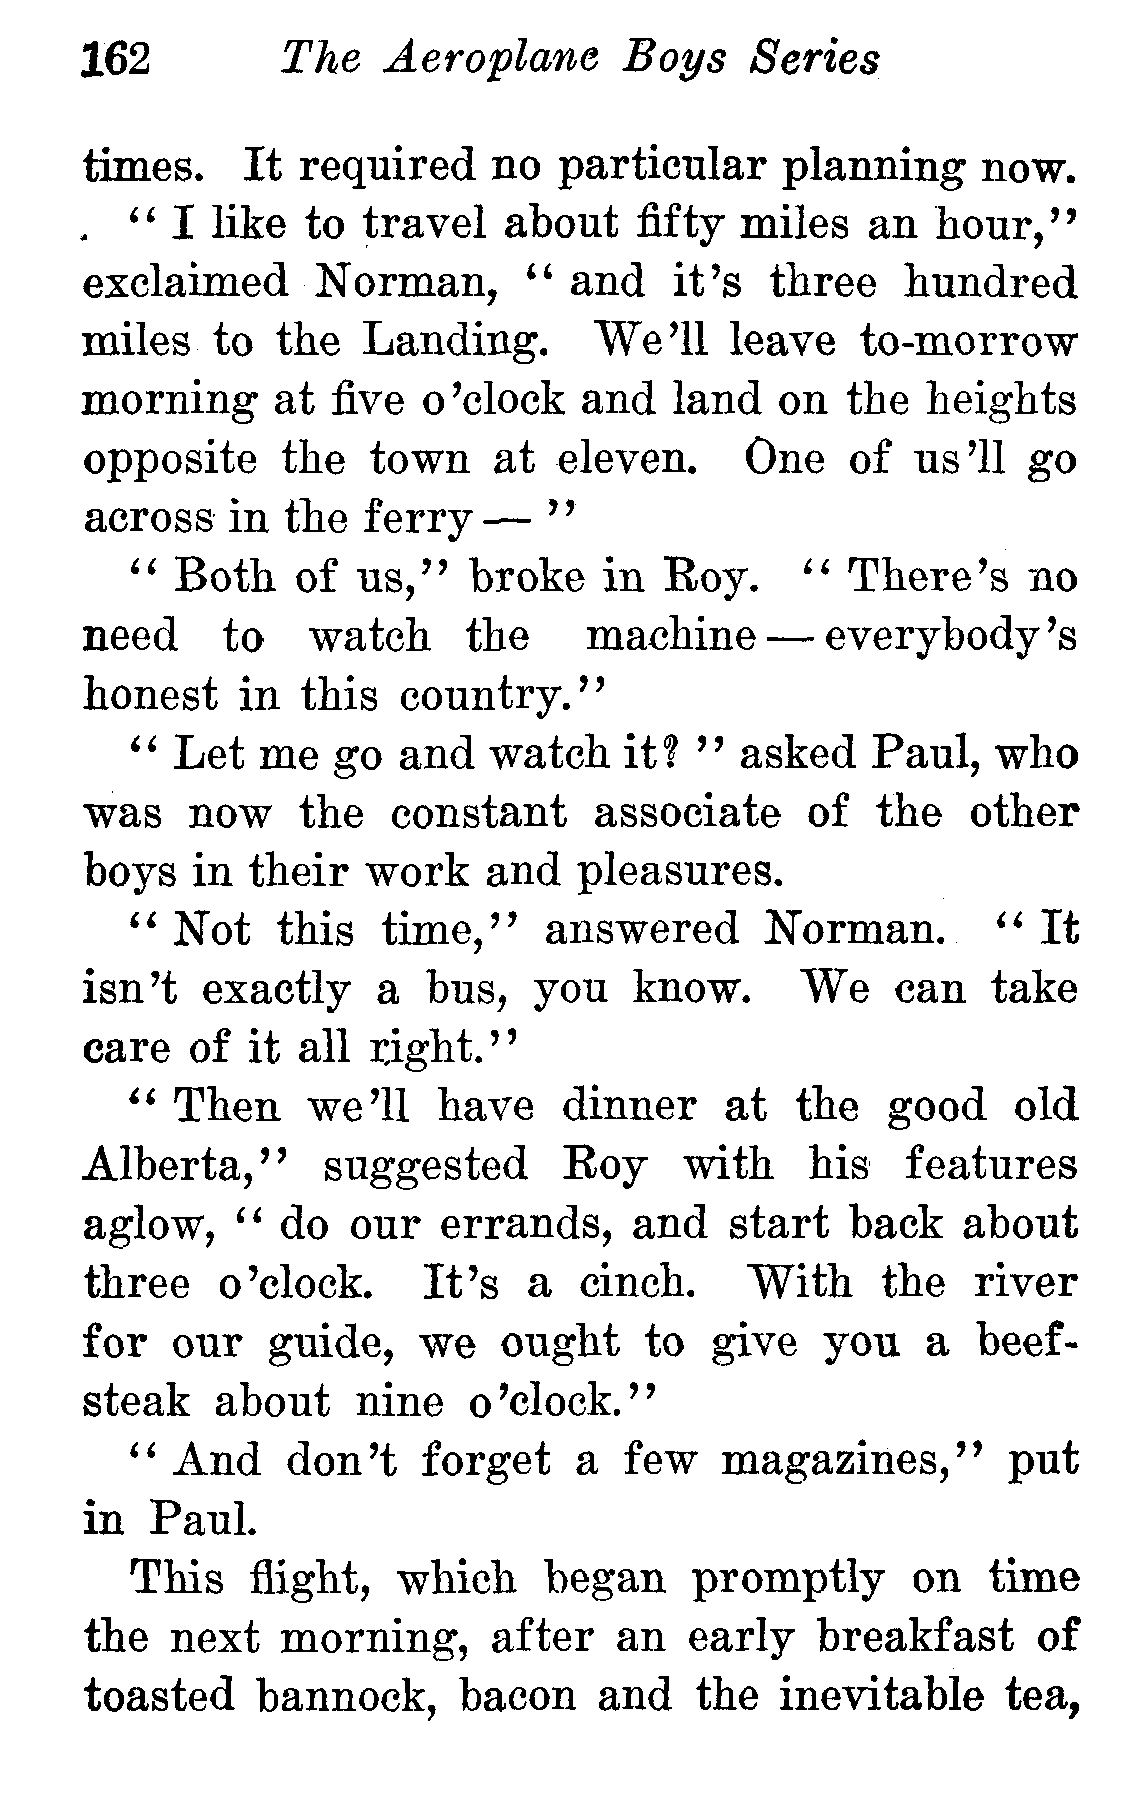 162 The Aeroplane Boys Series
times. It required no particular planning now.
“ I like to travel about fifty miles an hour,”
exclaimed Norman, “ and it’s three hundred
miles to the Landing. We’ll leave to-morrow
morning at five o’clock and land on the heights
opposite the town at eleven. One of us’ll go
across in the ferry — ”
“ Both of us,” broke in Roy. “ There’s no
need to watch the machine — everybody’s
honest in this country.”
“ Let me go and watch it? ” asked Paul, who
was now the constant associate of the other
boys in their work and pleasures.
“ Not this time,” answered Norman. “ It
isn’t exactly a bus, you know. We can take
care of it all right.”
“ Then we’ll have dinner at the good old
Alberta,” suggested Roy with his features
aglow, “ do our errands, and start back about
three o’clock. It’s a cinch. With the river
for our guide, we ought to give you a beef-
steak about nine o’clock.”
“ And don’t forget a few magazines,” put
in Paul.
This flight, which began promptly on time
the next morning, after an early breakfast of
toasted bannock, bacon and the inevitable tea,